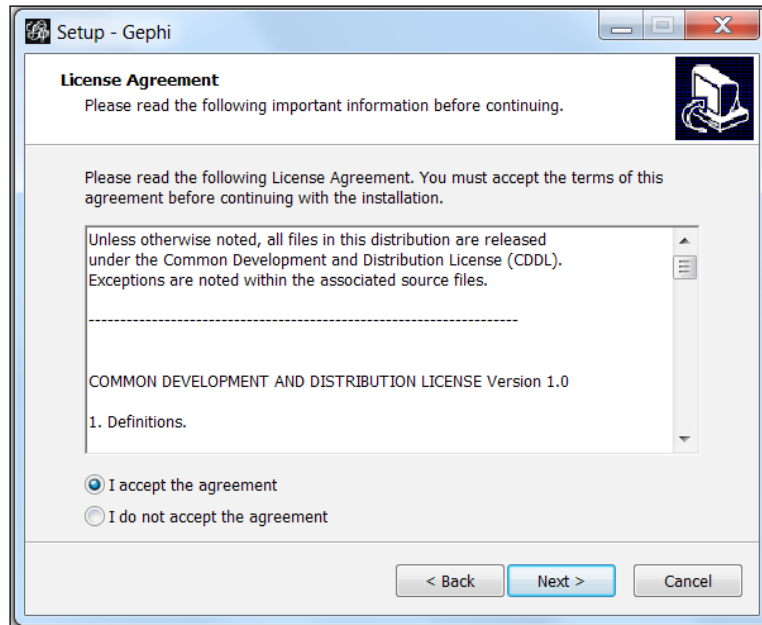 Setup - Gephi
License Agreement
Please read the following important information before continuing.
Please read the following License Agreement. You must accept the terms of this
agreement before continuing with the installation.
Unless otherwise noted, all files in this distribution are released
under the Common Development and Distribution License (CDDL).
Exceptions are noted within the associated source files.
-----------------------------------------------------------------------
COMMON DEVELOPMENT AND DISTRIBUTION LICENSE Version 1.0
1. Definitions.
I accept the agreement
I do not accept the agreement
< Back Next > Cancel